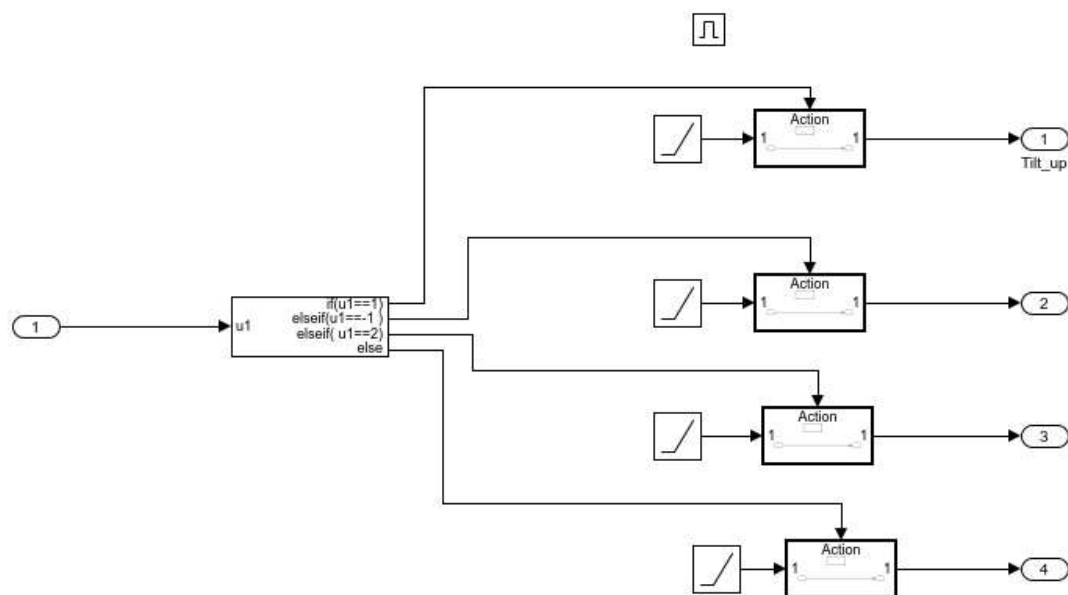 Action
1
1
1
Tilt_up
Action
1
1
2
if(u1==1)
elseif(u1==-1 )
elseif( u1==2)
else
1
u1
Action
1
1
3
Action
1
1
4